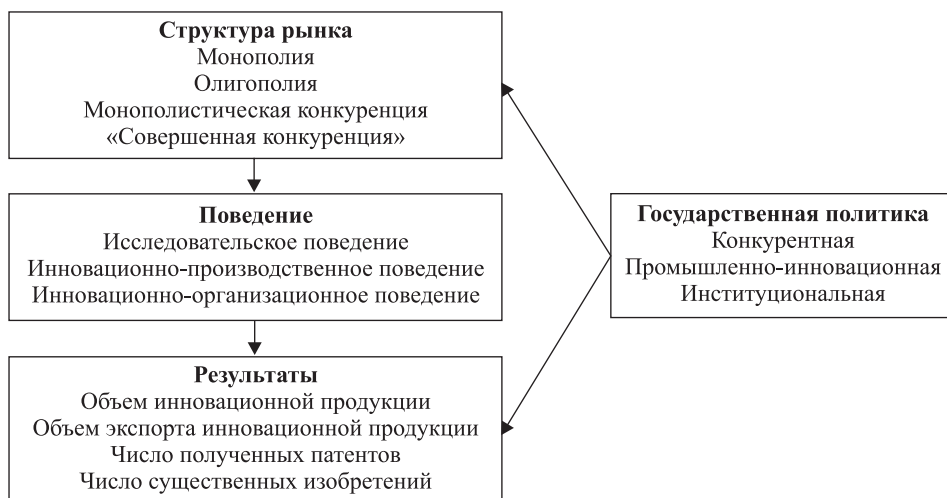 Структура рынка
Монополия
Олигополия
Монополистическая конкуренция
«Совершенная конкуренция»
Поведение
Исследовательское поведение
Инновационно-производственное поведение
Инновационно-организационное поведение
Результаты
Объем инновационной продукции
Объем экспорта инновационной продукции
Число полученных патентов
Число существенных изобретений
Государственная политика
Конкурентная
Промышленно-инновационная
Институциональная